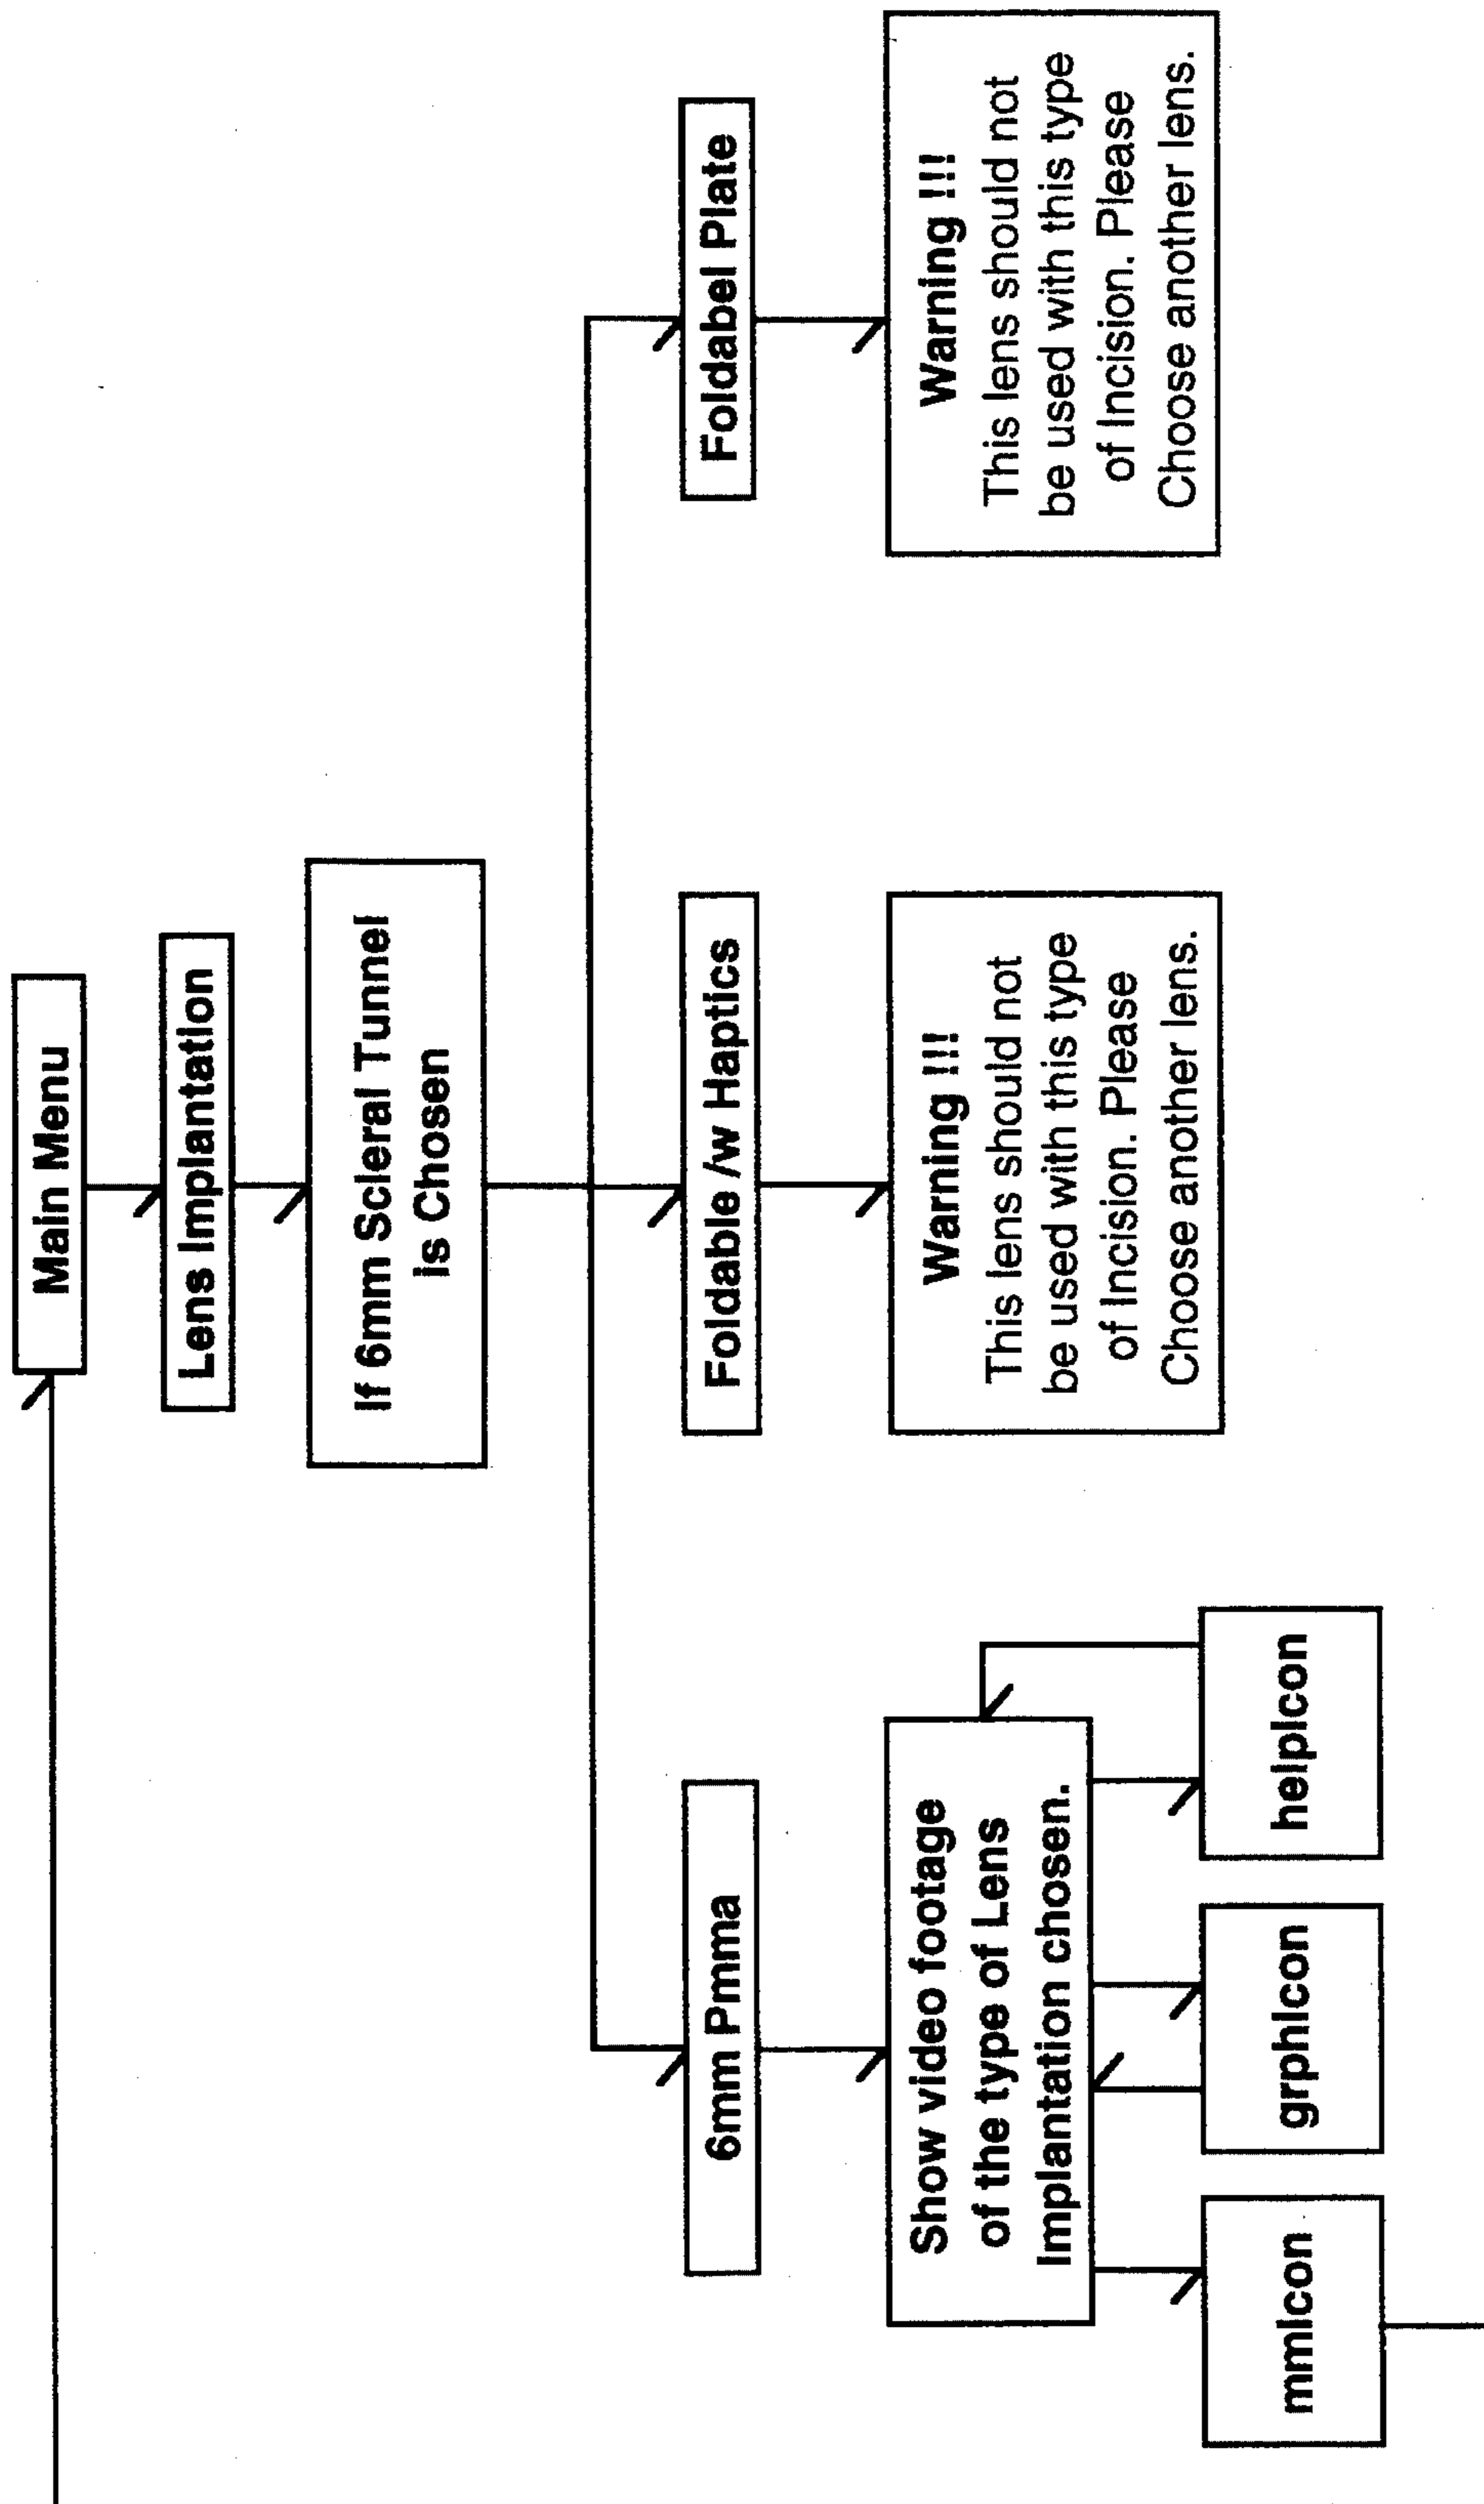 Main Menu
Lens Implantation
If 6mm Scleral Tunnel
is Chosen
6mm Pmma
Foldable /w Haptics
Foldabel Plate
Show video footage
of the type of Lens
Implantation chosen.
Warning !!!
This lens should not
be used with this type
of Incision. Please
Choose another lens.
Warning !!!
This lens should not
be used with this type
of Incision. Please
Choose another lens.
mmIcon
grphIcon
helpIcon